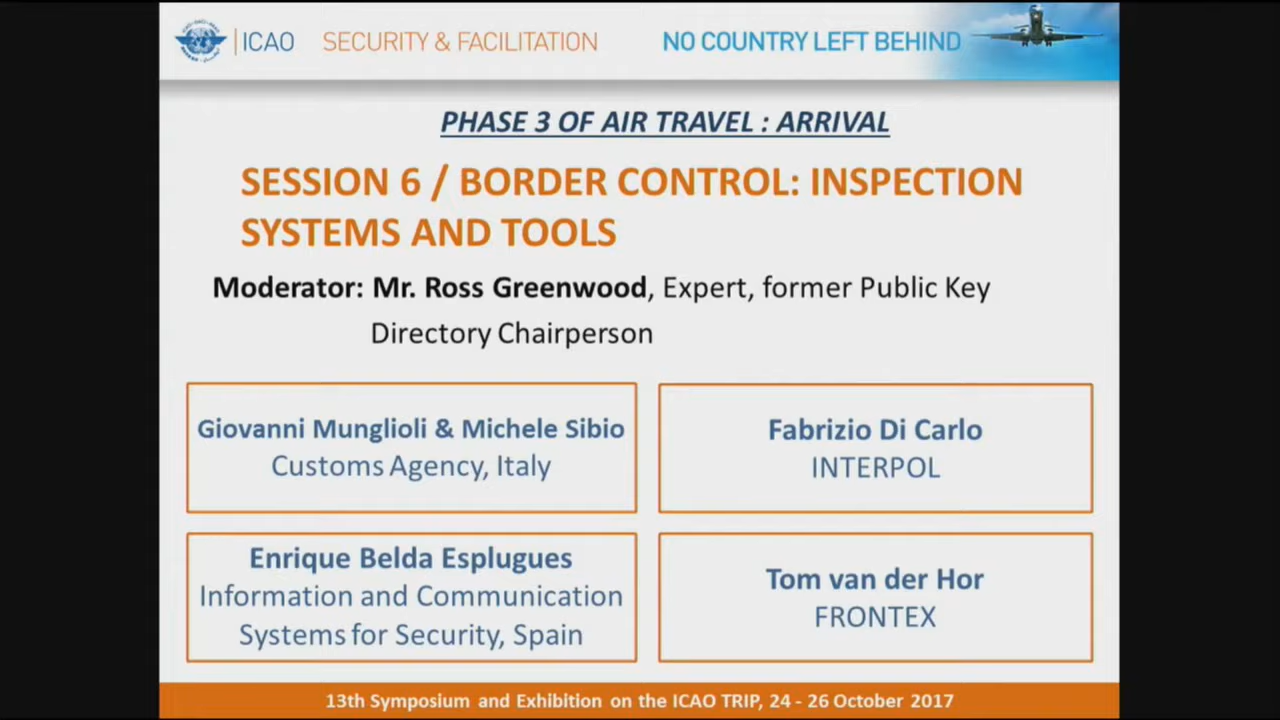 ICAO SECURITY & FACILITATION NO COUNTRY LEFT BEHIND
PHASE 3 OF AIR TRAVEL : ARRIVAL
SESSION 6 / BORDER CONTROL: INSPECTION
SYSTEMS AND TOOLS
Moderator: Mr. Ross Greenwood, Expert, former Public Key
Directory Chairperson
Giovanni Munglioli & Michele Sibio
Customs Agency, Italy
Fabrizio Di Carlo
INTERPOL
Enrique Belda Esplugues
Information and Communication
Systems for Security, Spain
Tom van der Hor
FRONTEX
13th Symposium and Exhibition on the ICAO TRIP, 24 - 26 October 2017